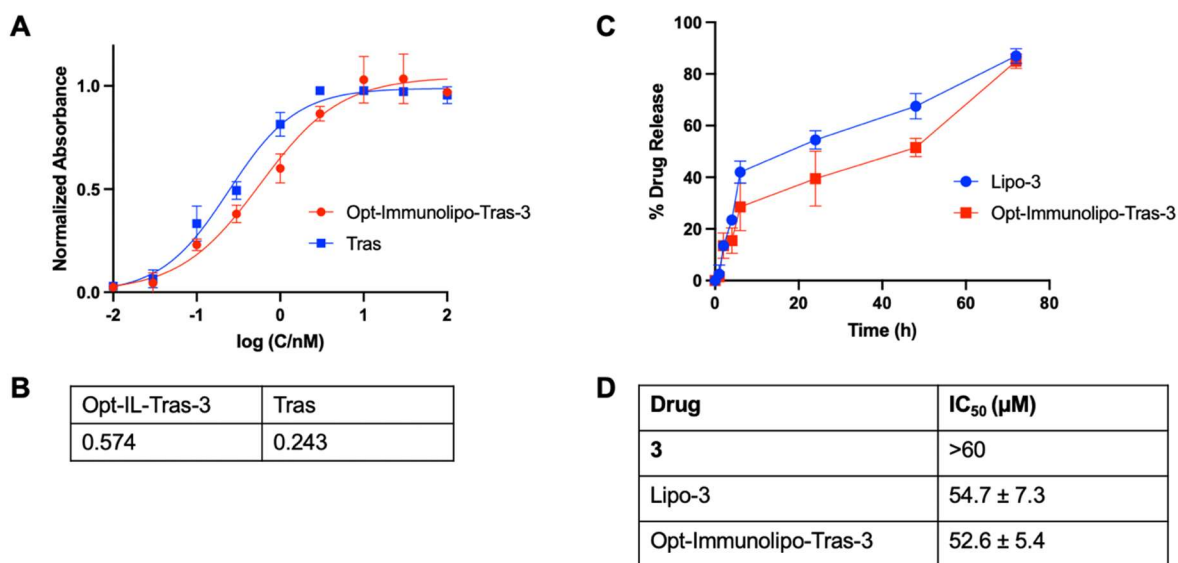 A
Normalized Absorbance
1.0
0.5
0.0
-2
-1
0
1
2
log (C/nM)
Opt-Immunolipo-Tras-3
Tras
B
Opt-IL-Tras-3 Tras
0.574 0.243
C
% Drug Release
100
80
60
40
20
0
0
20
40
60
80
Time (h)
Lipo-3
Opt-Immunolipo-Tras-3
D
Drug IC₅₀ (µM)
3 >60
Lipo-3 54.7 ± 7.3
Opt-Immunolipo-Tras-3 52.6 ± 5.4